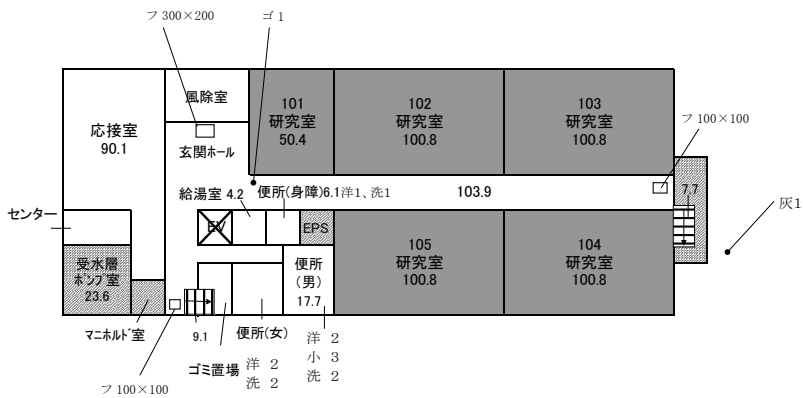 フ 300×200
ゴ 1
風除室
101
研究室
50.4
102
研究室
100.8
103
研究室
100.8
フ 100×100
応接室
90.1
玄関ホール
給湯室 4.2
便所(身障)6.1洋1、洗1
103.9
7.7
センター
EV
EPS
灰1
受水層
ポンプ室
23.6
便所
(男)
17.7
105
研究室
100.8
104
研究室
100.8
マニホルド室
9.1
ゴミ置場
便所(女)
洋 2
洗 2
洋 2
小 3
洗 2
フ 100×100